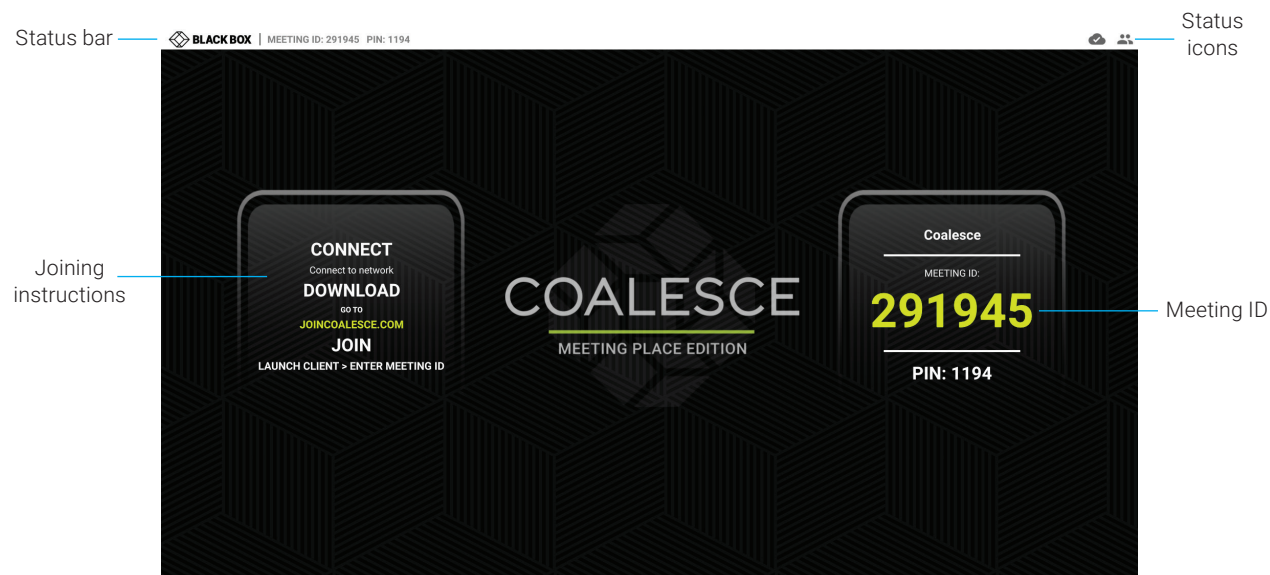 Status bar
BLACK BOX | MEETING ID: 291945 PIN: 1194
Status
icons
Joining
instructions
CONNECT
Connect to network
DOWNLOAD
GO TO
JOINCOALESCE.COM
JOIN
LAUNCH CLIENT > ENTER MEETING ID
COALESCE
MEETING PLACE EDITION
Coalesce
MEETING ID:
291945
PIN: 1194
Meeting ID